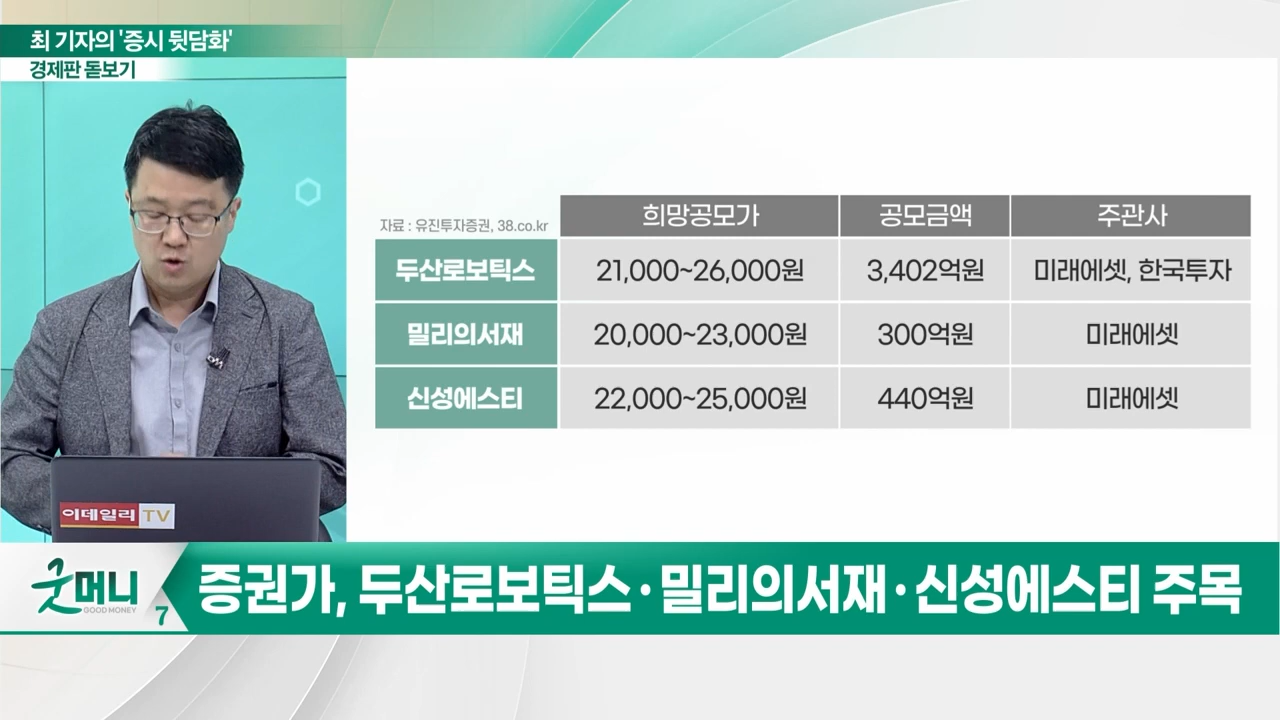 최 기자의 '증시 뒷담화'
경제판 돋보기
자료 : 유진투자증권, 38.co.kr 희망공모가 공모금액 주관사
두산로보틱스 21,000~26,000원 3,402억원 미래에셋, 한국투자
밀리의서재 20,000~23,000원 300억원 미래에셋
신성에스티 22,000~25,000원 440억원 미래에셋
이데일리 TV
굿머니 GOOD MONEY 7
증권가, 두산로보틱스·밀리의서재·신성에스티 주목